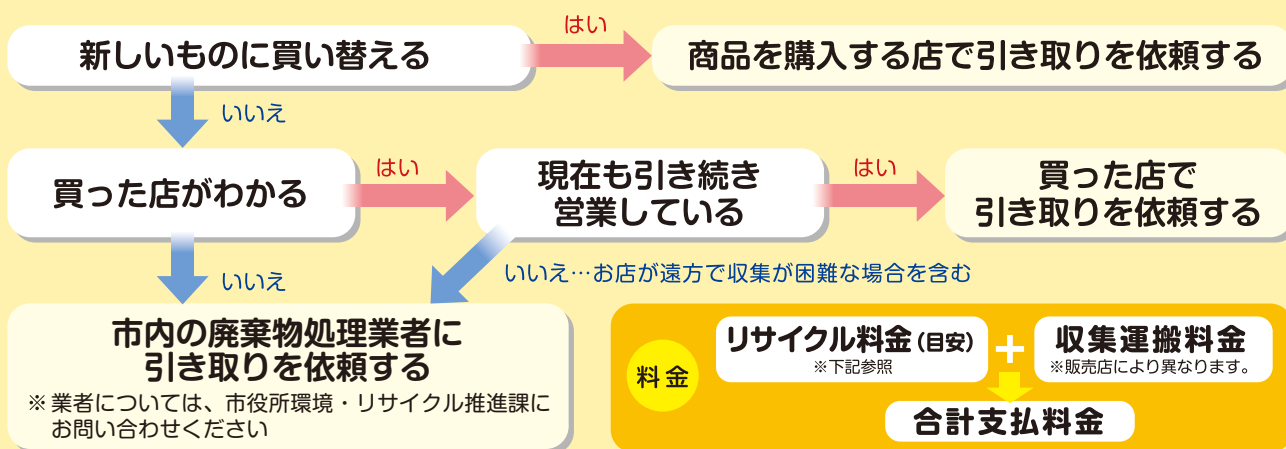 新しいものに買い替える
はい
商品を購入する店で引き取りを依頼する
いいえ
買った店がわかる
はい
現在も引き続き
営業している
はい
買った店で
引き取りを依頼する
いいえ
いいえ…お店が遠方で収集が困難な場合を含む
市内の廃棄物処理業者に
引き取りを依頼する
※業者については、市役所環境・リサイクル推進課に
お問い合わせください
料金
リサイクル料金(目安)
※下記参照
+
収集運搬料金
※販売店により異なります。
合計支払料金